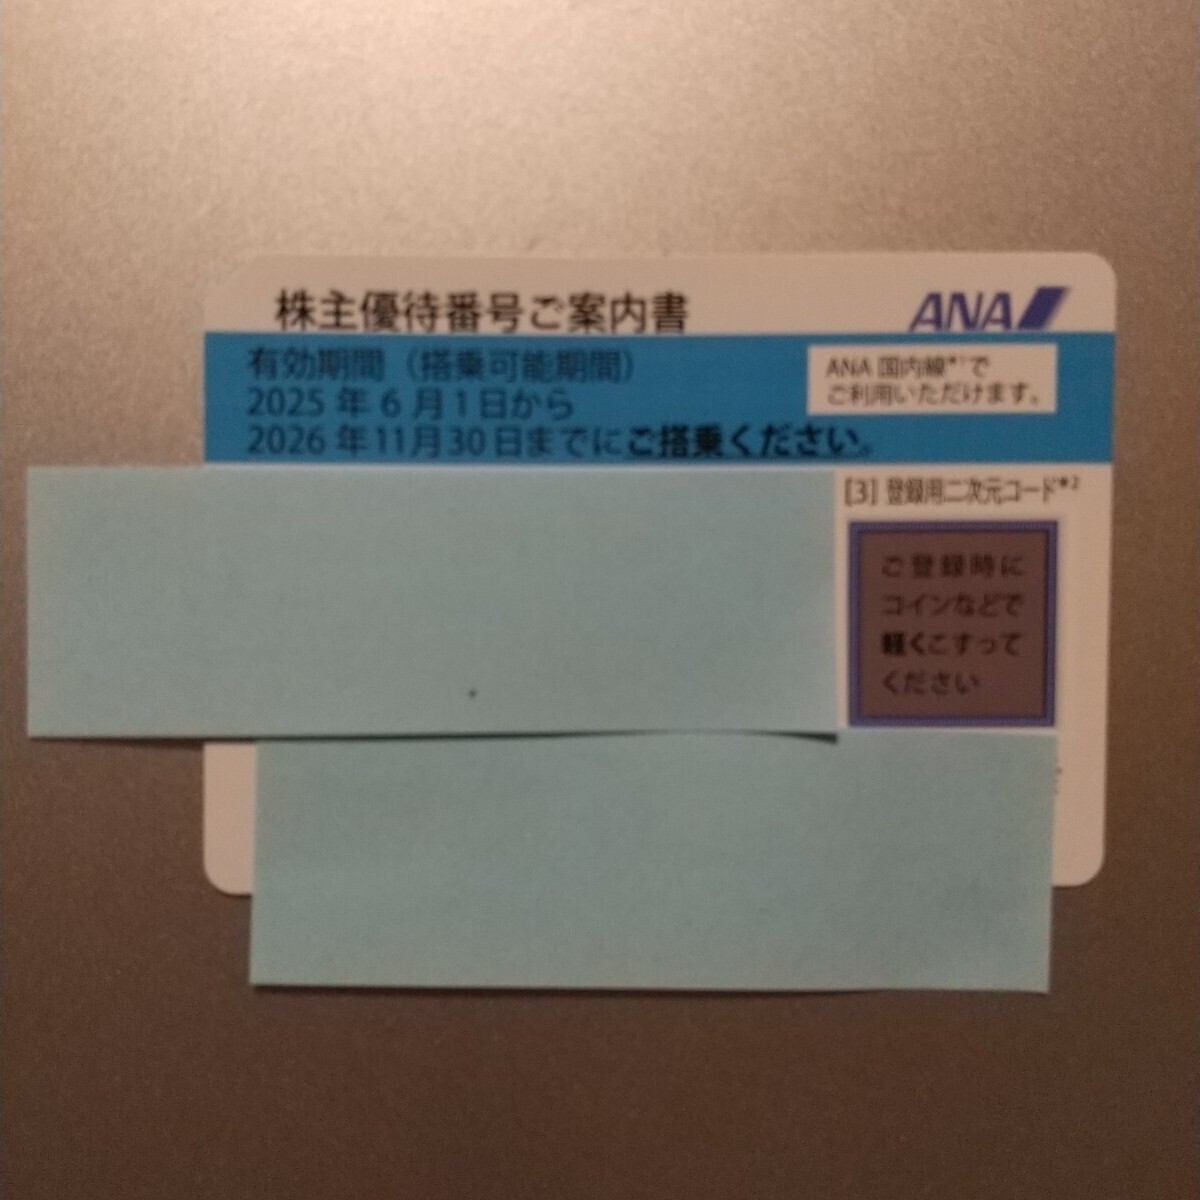 株主優待番号ご案内書
ANA
有効期間（搭乗可能期間）
2025年6月1日から
2026年11月30日までにご搭乗ください。
ANA国内線*1で
ご利用いただけます。
[3] 登録用二次元コード*2
ご登録時に
コインなどで
軽くこすって
ください